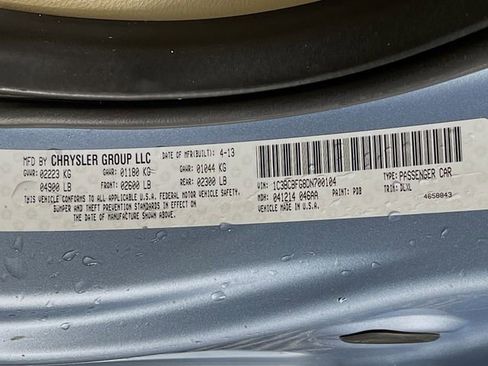 MFD BY CHRYSLER GROUP LLC DATE OF MFR(BUILT): 4-13
GVWR: 02223 KG GAWR: 01180 KG GAWR: 01044 KG
04900 LB FRONT: 02600 LB REAR: 02300 LB
THIS VEHICLE CONFORMS TO ALL APPLICABLE U.S.A. FEDERAL MOTOR VEHICLE SAFETY,
BUMPER AND THEFT PREVENTION STANDARDS IN EFFECT ON
THE DATE OF MANUFACTURE SHOWN ABOVE.
VIN: 1C3BCBFG8DN700104 TYPE: PASSENGER CAR
MDH: 041214 046AA PAINT: PDB TRIM: DLXL
VEHICLE MADE IN U.S.A. 4658043